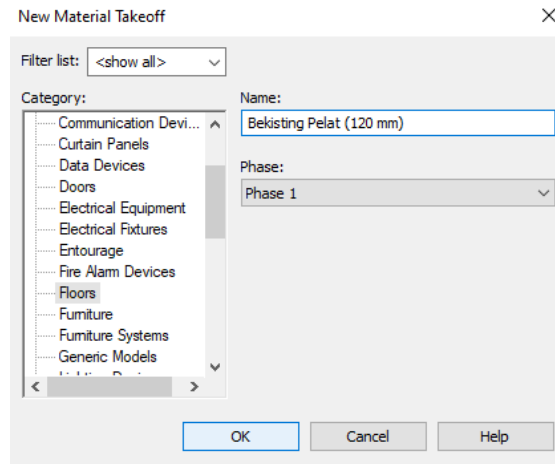 New Material Takeoff
Filter list: <show all>
Category:
Communication Devi...
Curtain Panels
Data Devices
Doors
Electrical Equipment
Electrical Fixtures
Entourage
Fire Alarm Devices
Floors
Furniture
Furniture Systems
Generic Models
Name:
Bekisting Pelat (120 mm)
Phase:
Phase 1
OK Cancel Help